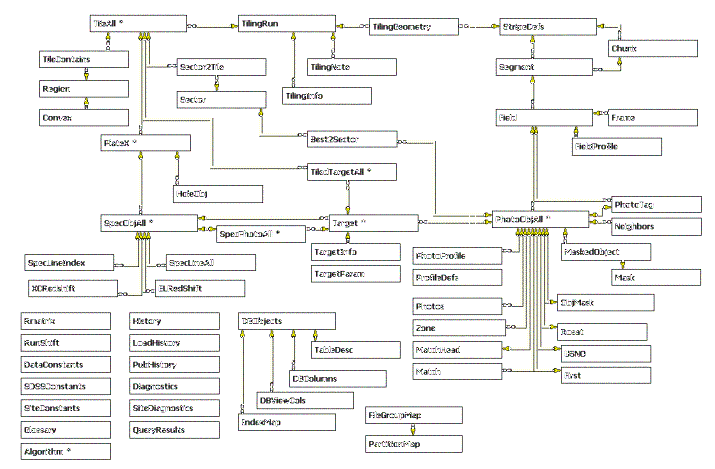 TileAll *
TilingRun
TilingGeometry
StripeDefs
Chunk
TileContains
Sector2Tile
TilingNote
Segment
Region
Sector
TilingInfo
Convex
Field
Frame
PlateX *
Best2Sector
FieldProfile
TiledTargetAll *
HoleObj
PhotoTag
SpecObjAll *
Target *
PhotoObjAll *
Neighbors
SpecPhotoAll *
SpecLineIndex
SpecLineAll
TargetInfo
PhotoProfile
MaskedObject
TargetParam
ProfileDefs
Mask
XCRedshift
ELRedShift
Photoz
ObjMask
Rmatrix
History
DBObjects
Zone
Rosat
RunShift
LoadHistory
TableDesc
MatchHead
USNO
DataConstants
PubHistory
DBColumns
Match
First
SDSSConstants
Diagnostics
DBViewCols
SiteConstants
SiteDiagnostics
IndexMap
FileGroupMap
Glossary
QueryResults
PartitionMap
Algorithm *